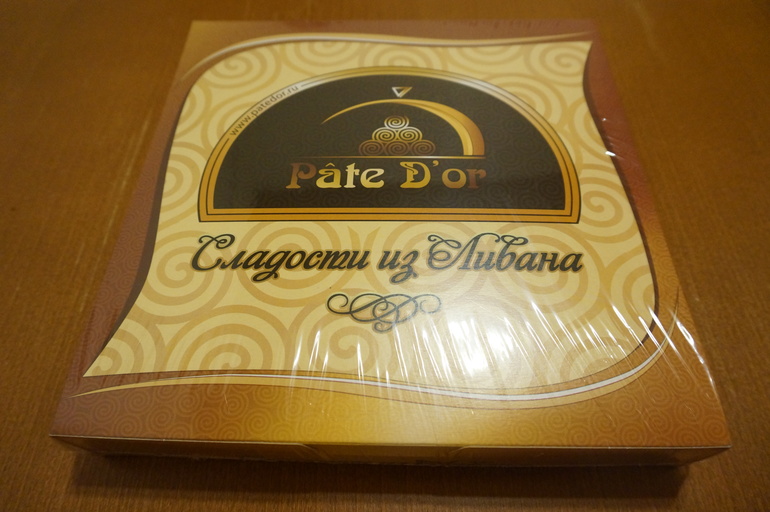 www.patedor.ru
Pâte D'or
Сладости из Ливана